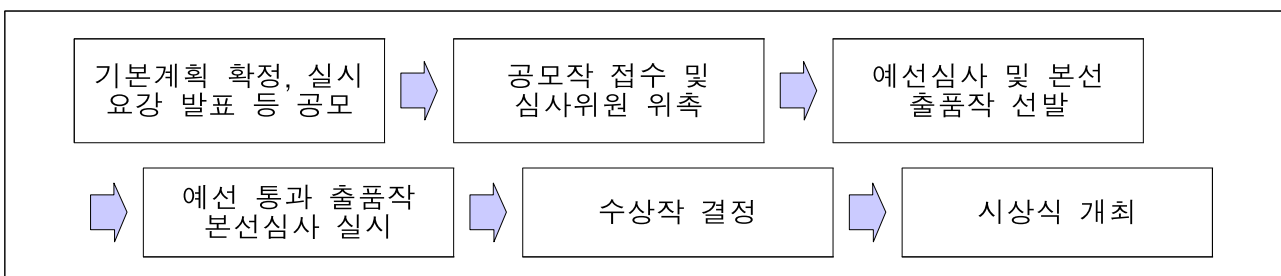 기본계획 확정, 실시
요강 발표 등 공모
공모작 접수 및
심사위원 위촉
예선심사 및 본선
출품작 선발
예선 통과 출품작
본선심사 실시
수상작 결정
시상식 개최